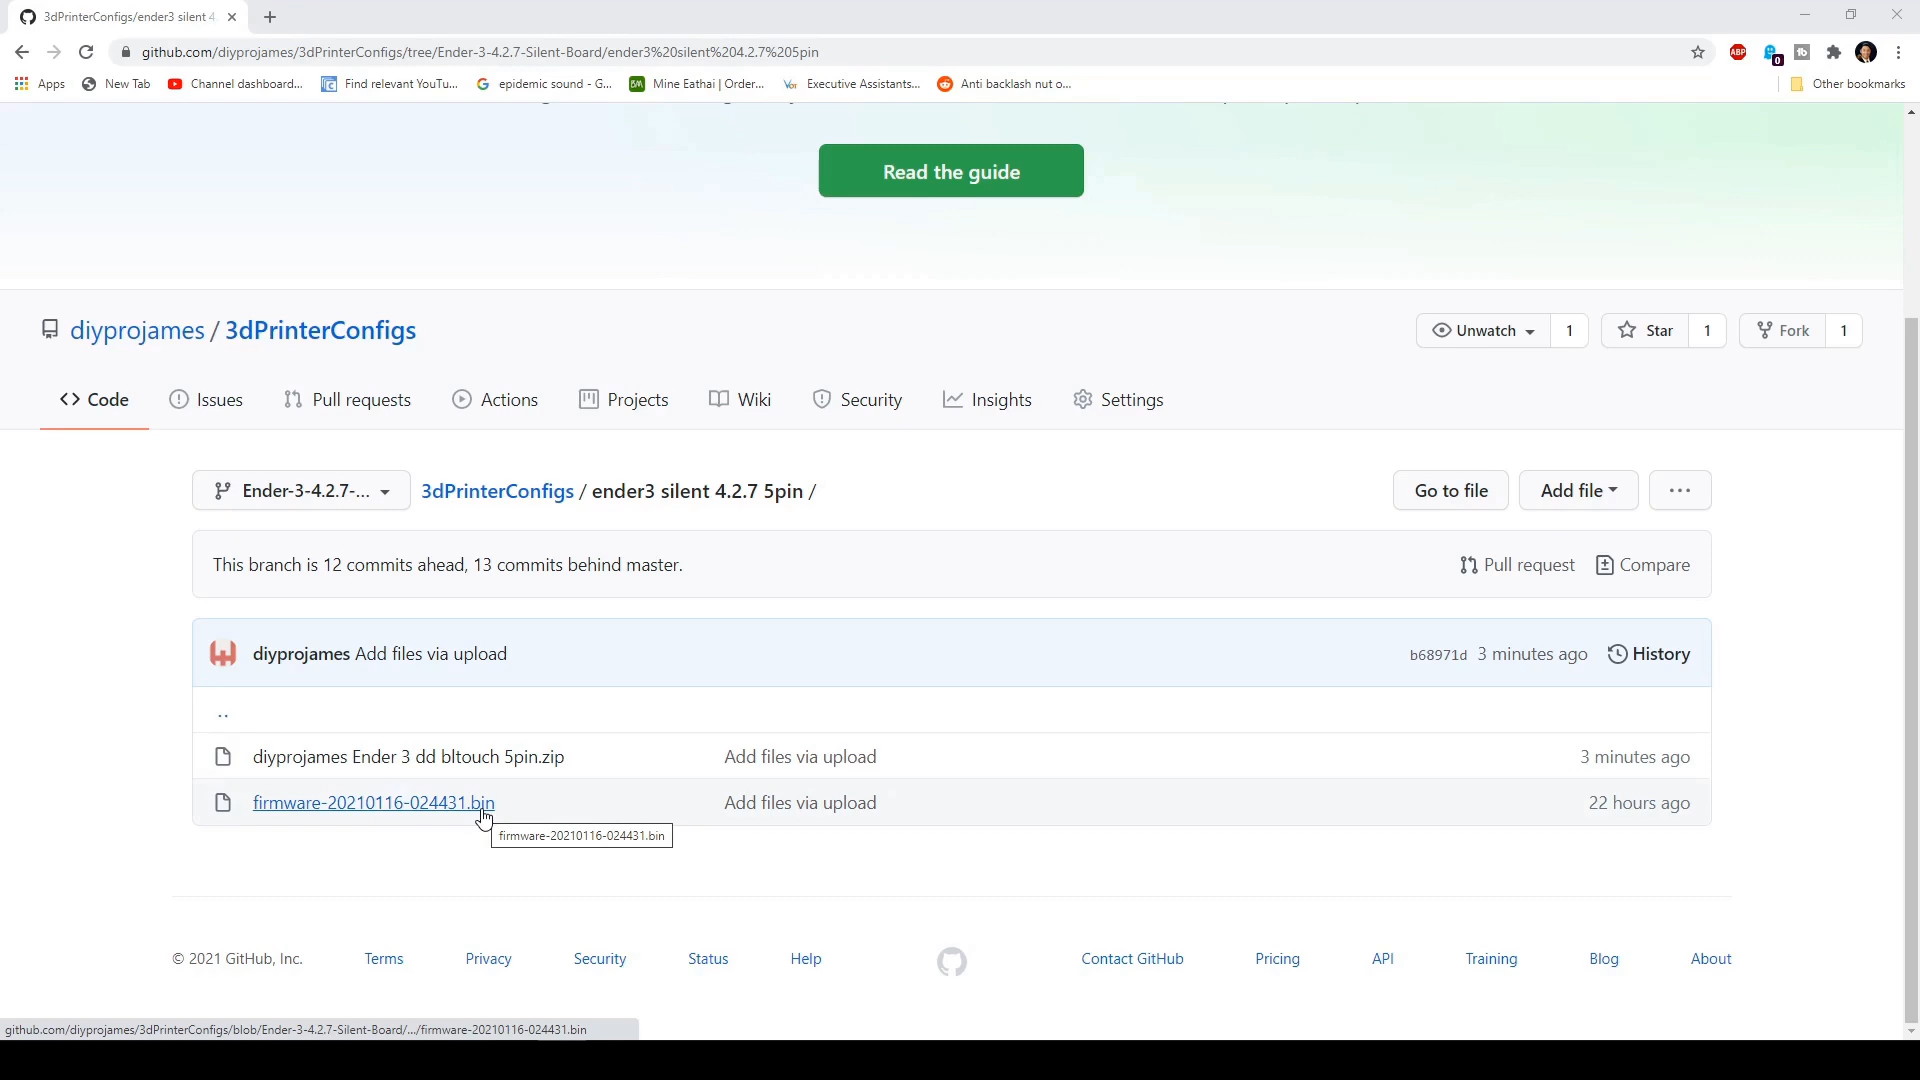 3dPrinterConfigs/ender3 silent 4
github.com/diyprojames/3dPrinterConfigs/tree/Ender-3-4.2.7-Silent-Board/ender3%20silent%204.2.7%205pin
ABP
0
Apps
New Tab
Channel dashboard...
Find relevant YouTu...
epidemic sound - G...
Mine Eathai | Order...
Executive Assistants...
Anti backlash nut o...
Other bookmarks
Read the guide
diyprojames / 3dPrinterConfigs
Unwatch 1
Star 1
Fork 1
Code
Issues
Pull requests
Actions
Projects
Wiki
Security
Insights
Settings
Ender-3-4.2.7-...
3dPrinterConfigs / ender3 silent 4.2.7 5pin /
Go to file
Add file
...
This branch is 12 commits ahead, 13 commits behind master.
Pull request
Compare
diyprojames Add files via upload
b68971d 3 minutes ago
History
..
diyprojames Ender 3 dd bltouch 5pin.zip Add files via upload 3 minutes ago
firmware-20210116-024431.bin Add files via upload 22 hours ago
firmware-20210116-024431.bin
© 2021 GitHub, Inc. Terms Privacy Security Status Help Contact GitHub Pricing API Training Blog About
github.com/diyprojames/3dPrinterConfigs/blob/Ender-3-4.2.7-Silent-Board/.../firmware-20210116-024431.bin